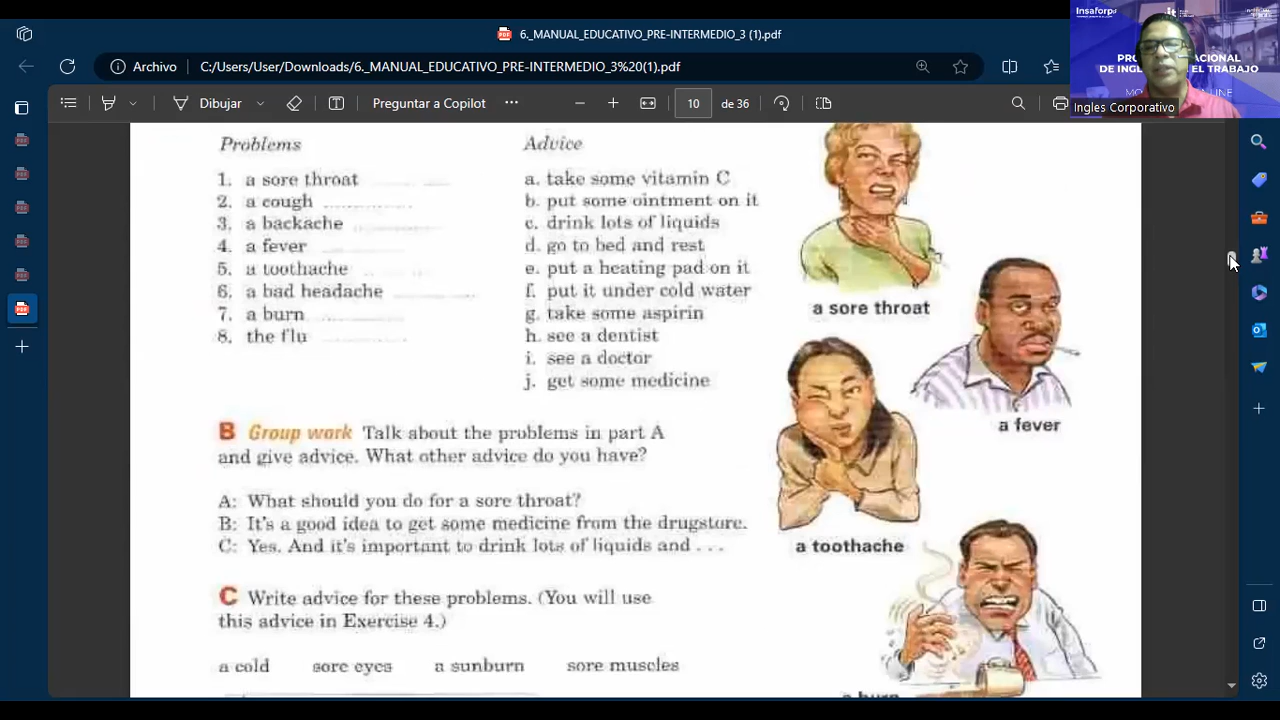 6._MANUAL_EDUCATIVO_PRE-INTERMEDIO_3 (1).pdf
Archivo
C:/Users/User/Downloads/6._MANUAL_EDUCATIVO_PRE-INTERMEDIO_3%20(1).pdf
Dibujar
Preguntar a Copilot
10
de 36
Insaforp
DE INGL
EL TRABAJO
Ingles Corporativo
Problems
1. a sore throat
2. a cough
3. a backache
4. a fever
5. a toothache
6. a bad headache
7. a burn
8. the flu
Advice
a. take some vitamin C
b. put some ointment on it
c. drink lots of liquids
d. go to bed and rest
e. put a heating pad on it
f. put it under cold water
g. take some aspirin
h. see a dentist
i. see a doctor
j. get some medicine
a sore throat
a fever
a toothache
a burn
B Group work Talk about the problems in part A
and give advice. What other advice do you have?
A: What should you do for a sore throat?
B: It's a good idea to get some medicine from the drugstore.
C: Yes. And it's important to drink lots of liquids and . . .
C Write advice for these problems. (You will use
this advice in Exercise 4.)
a cold sore eyes a sunburn sore muscles